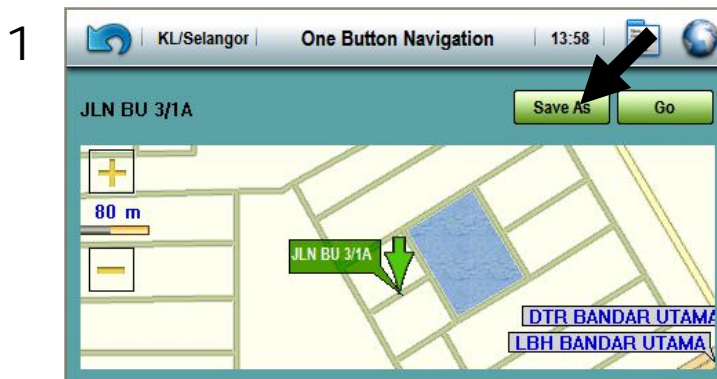 1
KL/Selangor One Button Navigation 13:58
JLN BU 3/1A Save As Go
80 m
JLN BU 3/1A
DTR BANDAR UTAMA
LBH BANDAR UTAMA